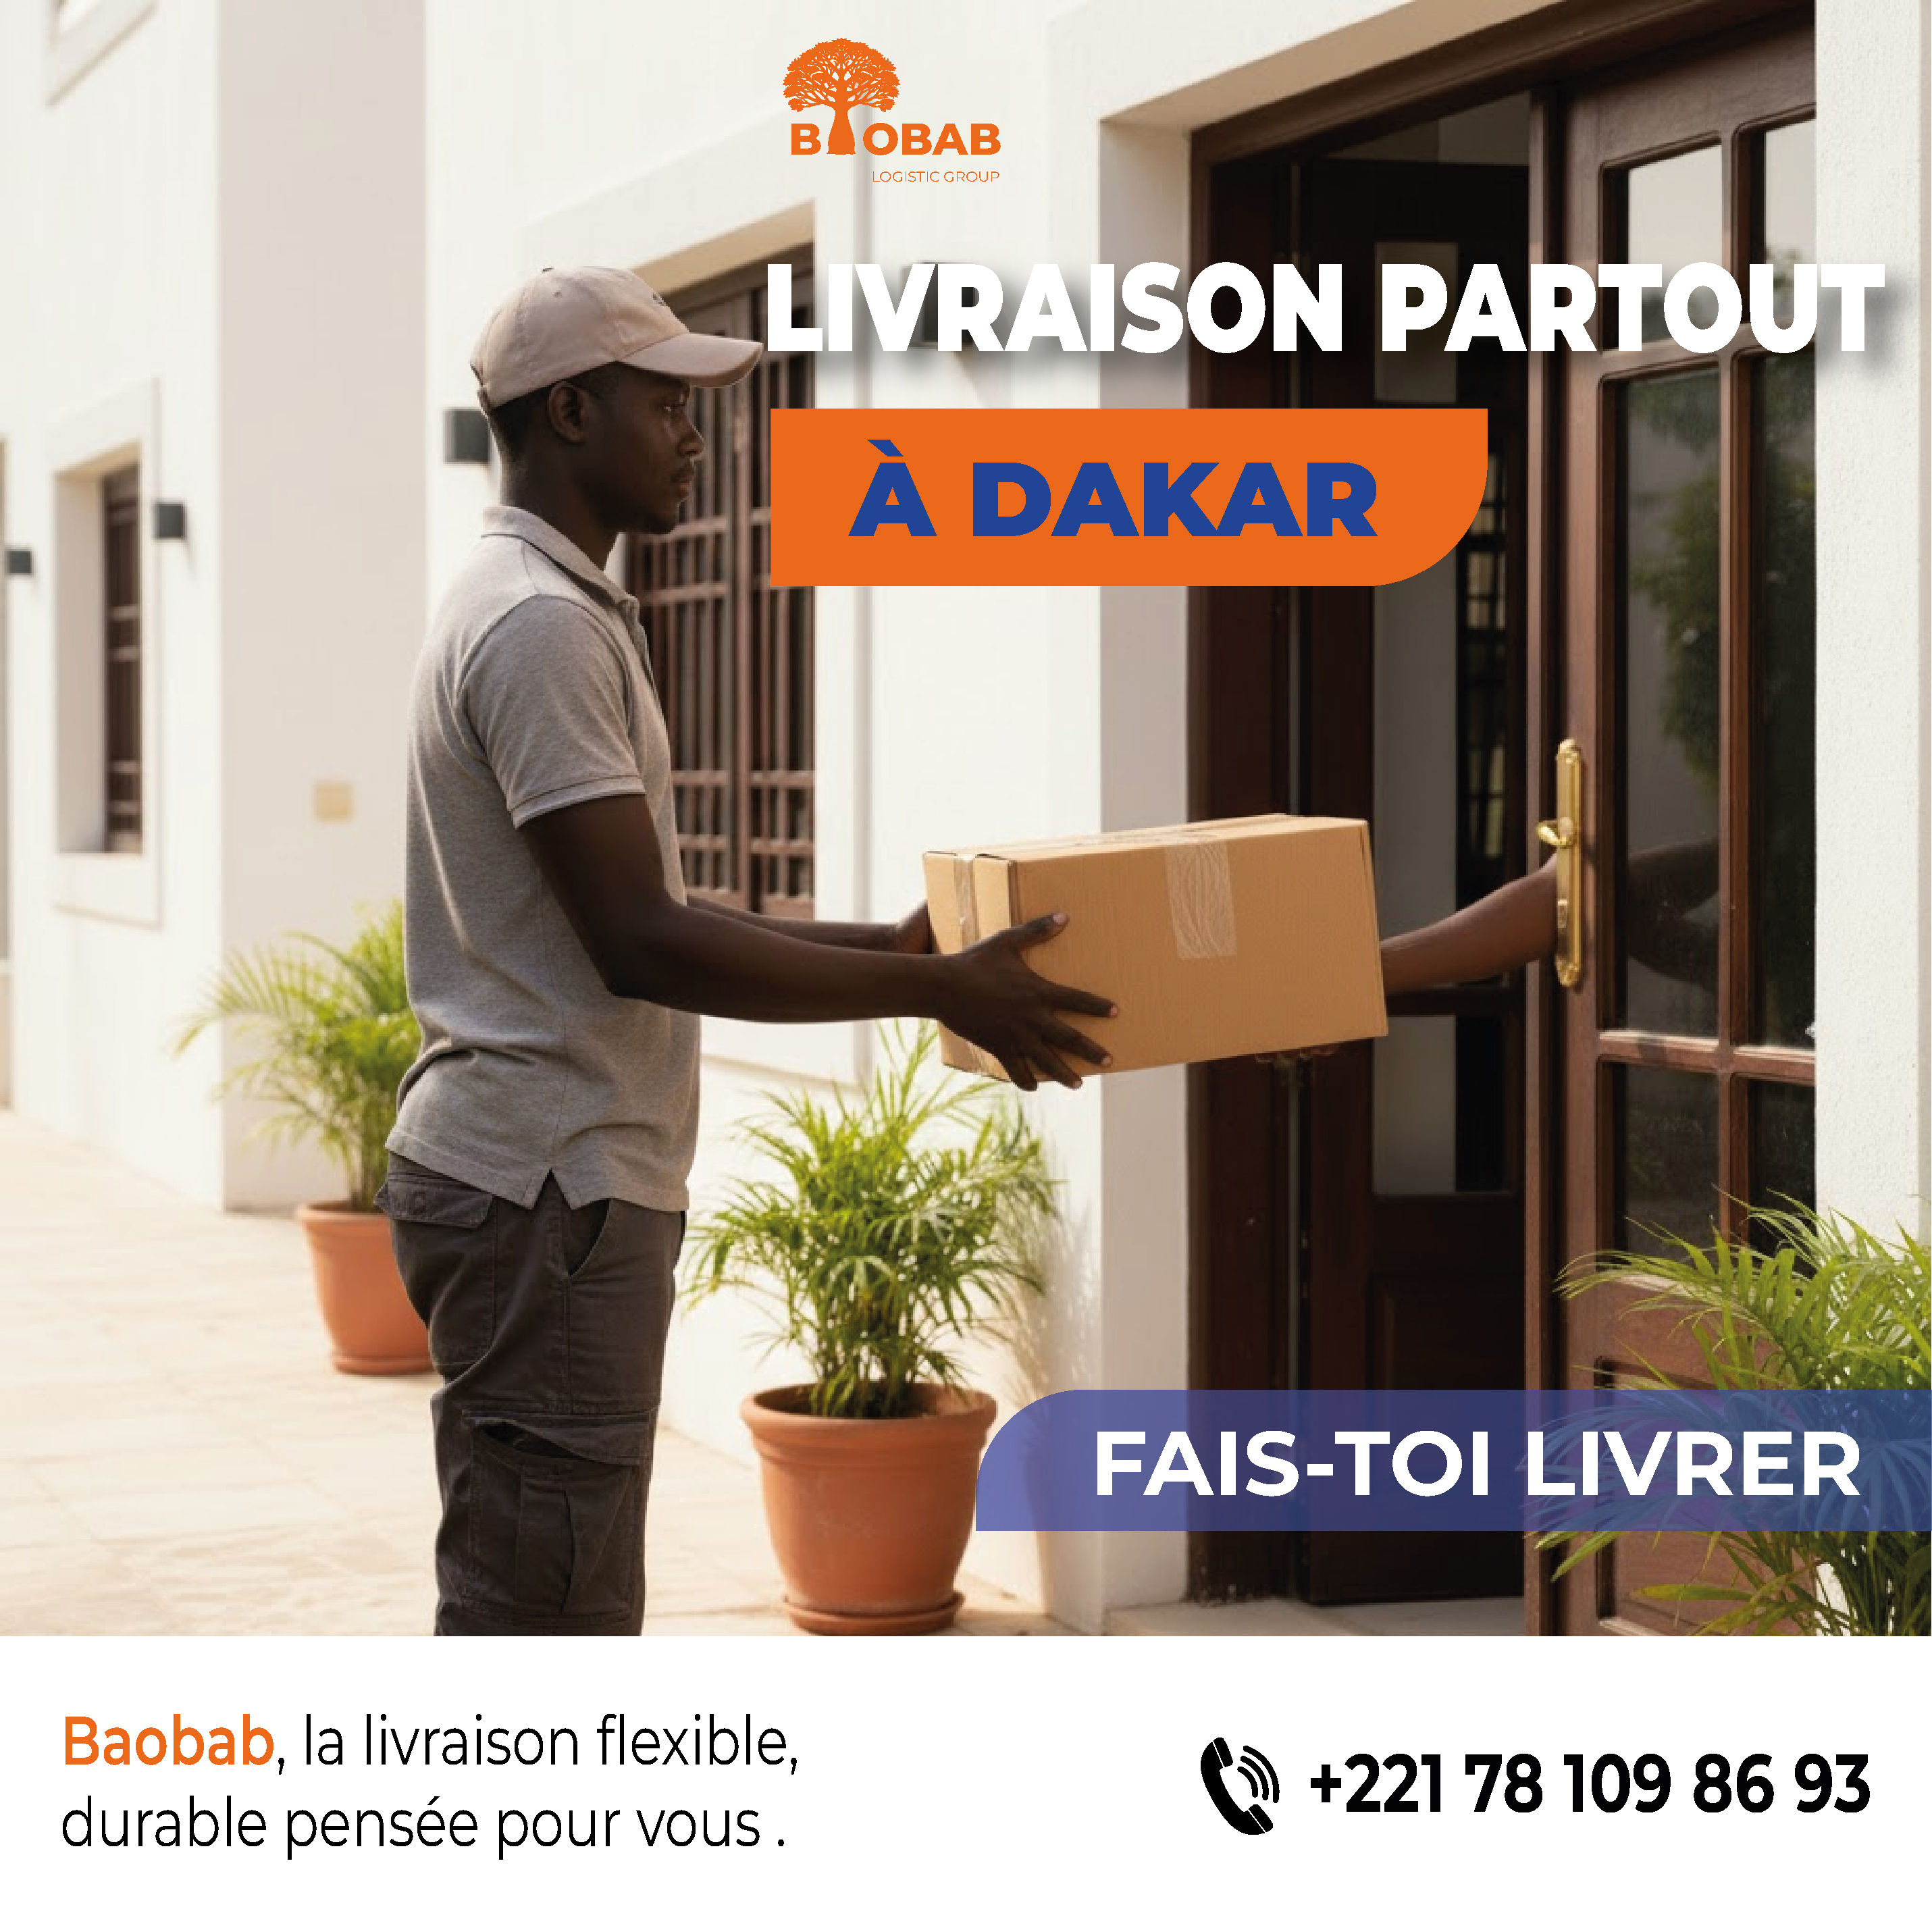 BAOBAB
LOGISTIC GROUP
LIVRAISON PARTOUT
À DAKAR
FAIS-TOI LIVRER
Baobab, la livraison flexible,
durable pensée pour vous .
+221 78 109 86 93